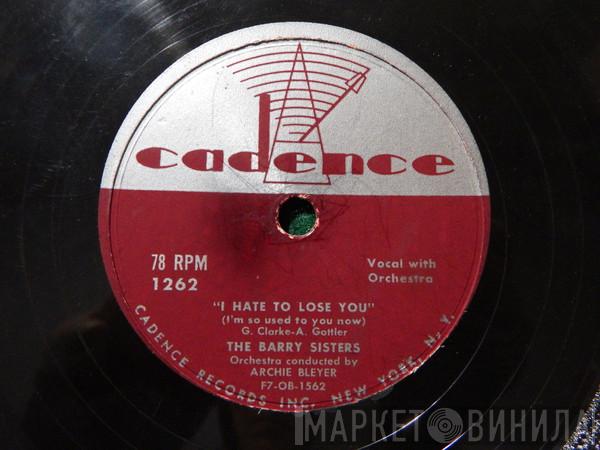 cadence
78 RPM
1262
Vocal with
Orchestra
"I HATE TO LOSE YOU"
(I'm so used to you now)
G. Clarke-A. Gottler
THE BARRY SISTERS
Orchestra conducted by
ARCHIE BLEYER
F7-OB-1562
CADENCE RECORDS INC., NEW YORK, N. Y.
МАРКЕТ ВИНИЛА